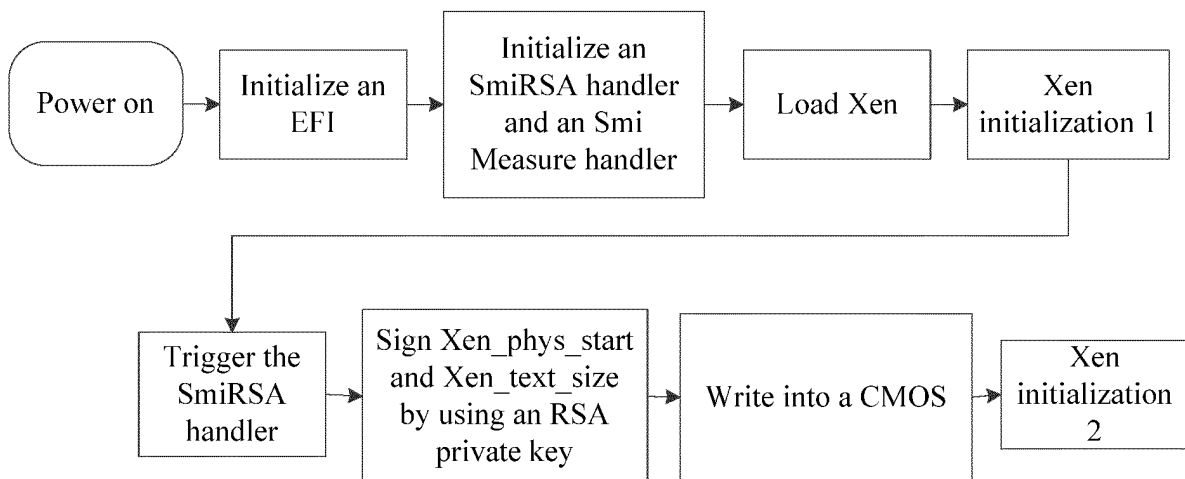 Power on
Initialize an
EFI
Initialize an
SmiRSA handler
and an Smi
Measure handler
Load Xen
Xen
initialization 1
Trigger the
SmiRSA
handler
Sign Xen_phys_start
and Xen_text_size
by using an RSA
private key
Write into a CMOS
Xen
initialization
2